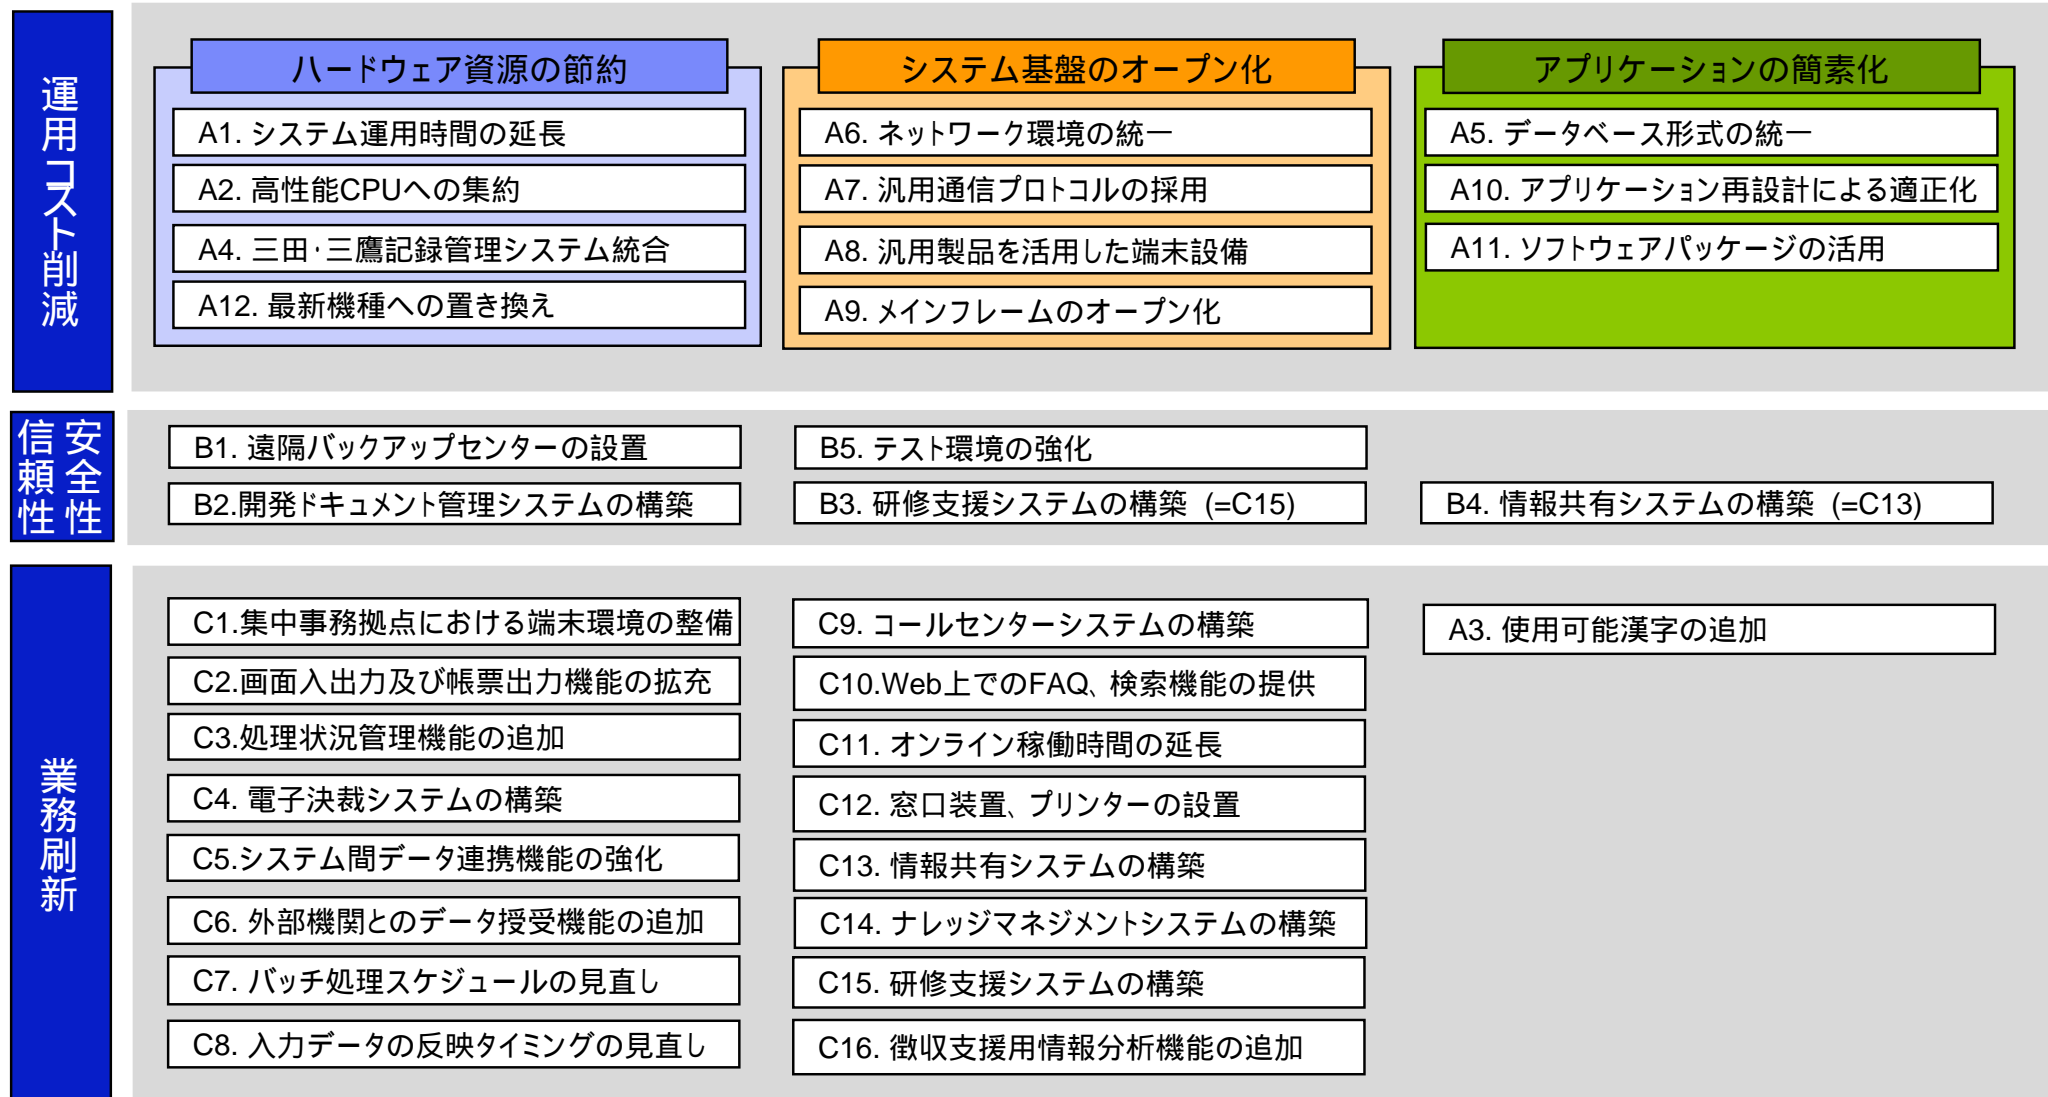 運用コスト削減
ハードウェア資源の節約
A1. システム運用時間の延長
A2. 高性能CPUへの集約
A4. 三田・三鷹記録管理システム統合
A12. 最新機種への置き換え
システム基盤のオープン化
A6. ネットワーク環境の統一
A7. 汎用通信プロトコルの採用
A8. 汎用製品を活用した端末設備
A9. メインフレームのオープン化
アプリケーションの簡素化
A5. データベース形式の統一
A10. アプリケーション再設計による適正化
A11. ソフトウェアパッケージの活用
安全性
信頼性
B1. 遠隔バックアップセンターの設置
B5. テスト環境の強化
B2.開発ドキュメント管理システムの構築
B3. 研修支援システムの構築 (=C15)
B4. 情報共有システムの構築 (=C13)
業務刷新
C1.集中事務拠点における端末環境の整備
C2.画面入出力及び帳票出力機能の拡充
C3.処理状況管理機能の追加
C4. 電子決裁システムの構築
C5.システム間データ連携機能の強化
C6. 外部機関とのデータ授受機能の追加
C7. バッチ処理スケジュールの見直し
C8. 入力データの反映タイミングの見直し
C9. コールセンターシステムの構築
C10.Web上でのFAQ、検索機能の提供
C11. オンライン稼働時間の延長
C12. 窓口装置、プリンターの設置
C13. 情報共有システムの構築
C14. ナレッジマネジメントシステムの構築
C15. 研修支援システムの構築
C16. 徴収支援用情報分析機能の追加
A3. 使用可能漢字の追加